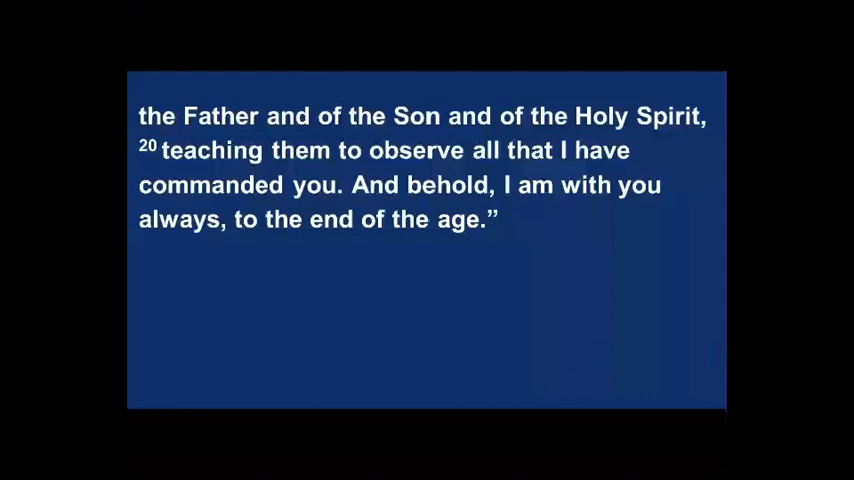 the Father and of the Son and of the Holy Spirit,
20 teaching them to observe all that I have
commanded you. And behold, I am with you
always, to the end of the age.”